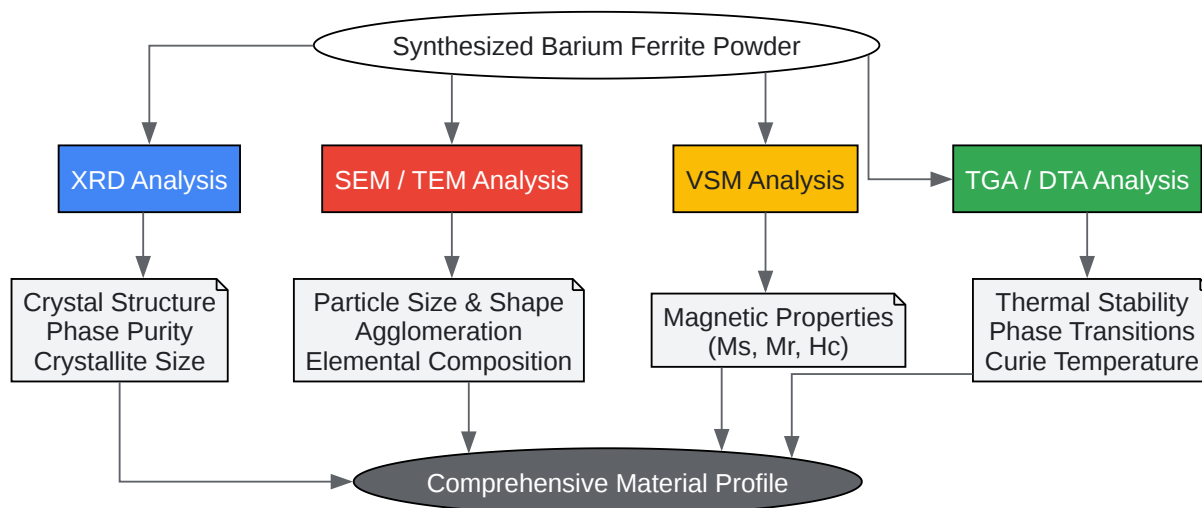 Synthesized Barium Ferrite Powder
XRD Analysis
SEM / TEM Analysis
VSM Analysis
TGA / DTA Analysis
Crystal Structure
Phase Purity
Crystallite Size
Particle Size & Shape
Agglomeration
Elemental Composition
Magnetic Properties
(Ms, Mr, Hc)
Thermal Stability
Phase Transitions
Curie Temperature
Comprehensive Material Profile